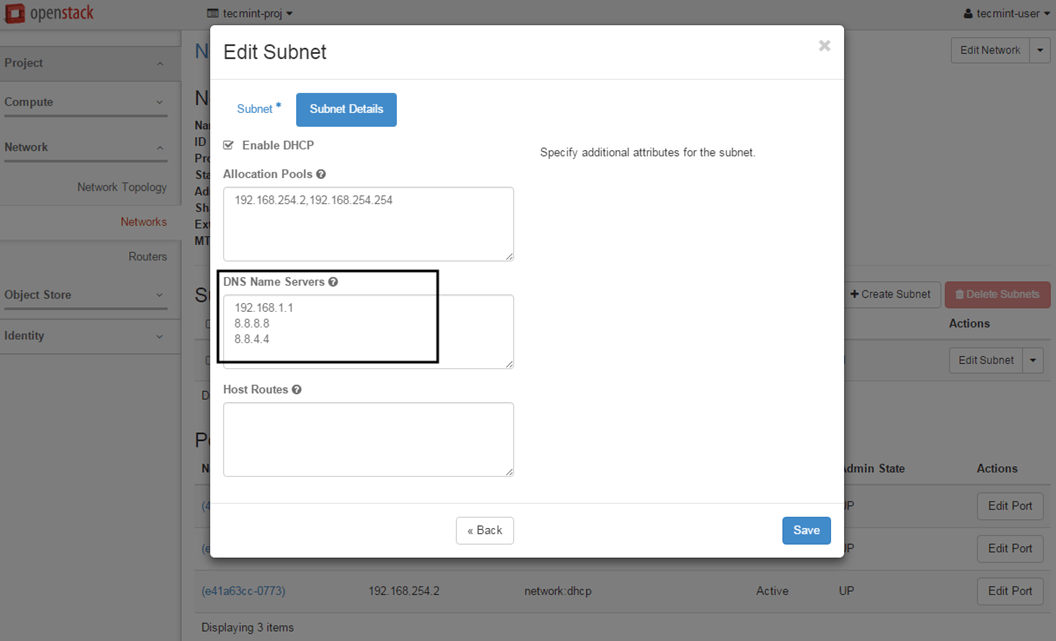 openstack
tecmint-proj
tecmint-user
Project
Compute
Network
Network Topology
Networks
Routers
Object Store
Identity
Edit Network
Edit Subnet
×
Subnet *
Subnet Details
Enable DHCP
Specify additional attributes for the subnet.
Allocation Pools
192.168.254.2,192.168.254.254
DNS Name Servers
192.168.1.1
8.8.8.8
8.8.4.4
Host Routes
« Back
Save
+ Create Subnet
Delete Subnets
Actions
Edit Subnet
Admin State
Actions
UP
Edit Port
UP
Edit Port
(e41a63cc-0773)
192.168.254.2
network:dhcp
Active
UP
Edit Port
Displaying 3 items